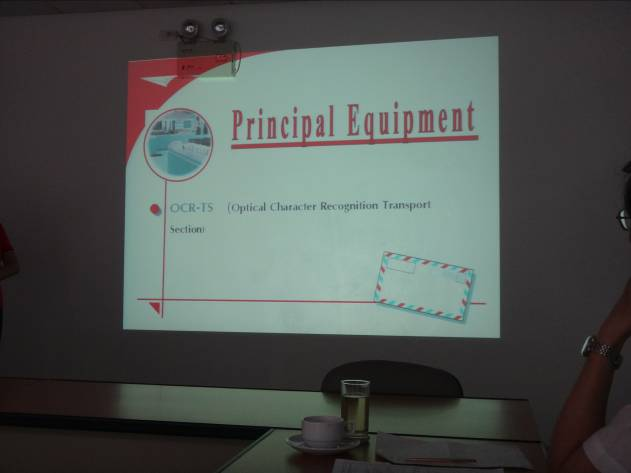 Principal Equipment
OCR-TS (Optical Character Recognition Transport
Section)